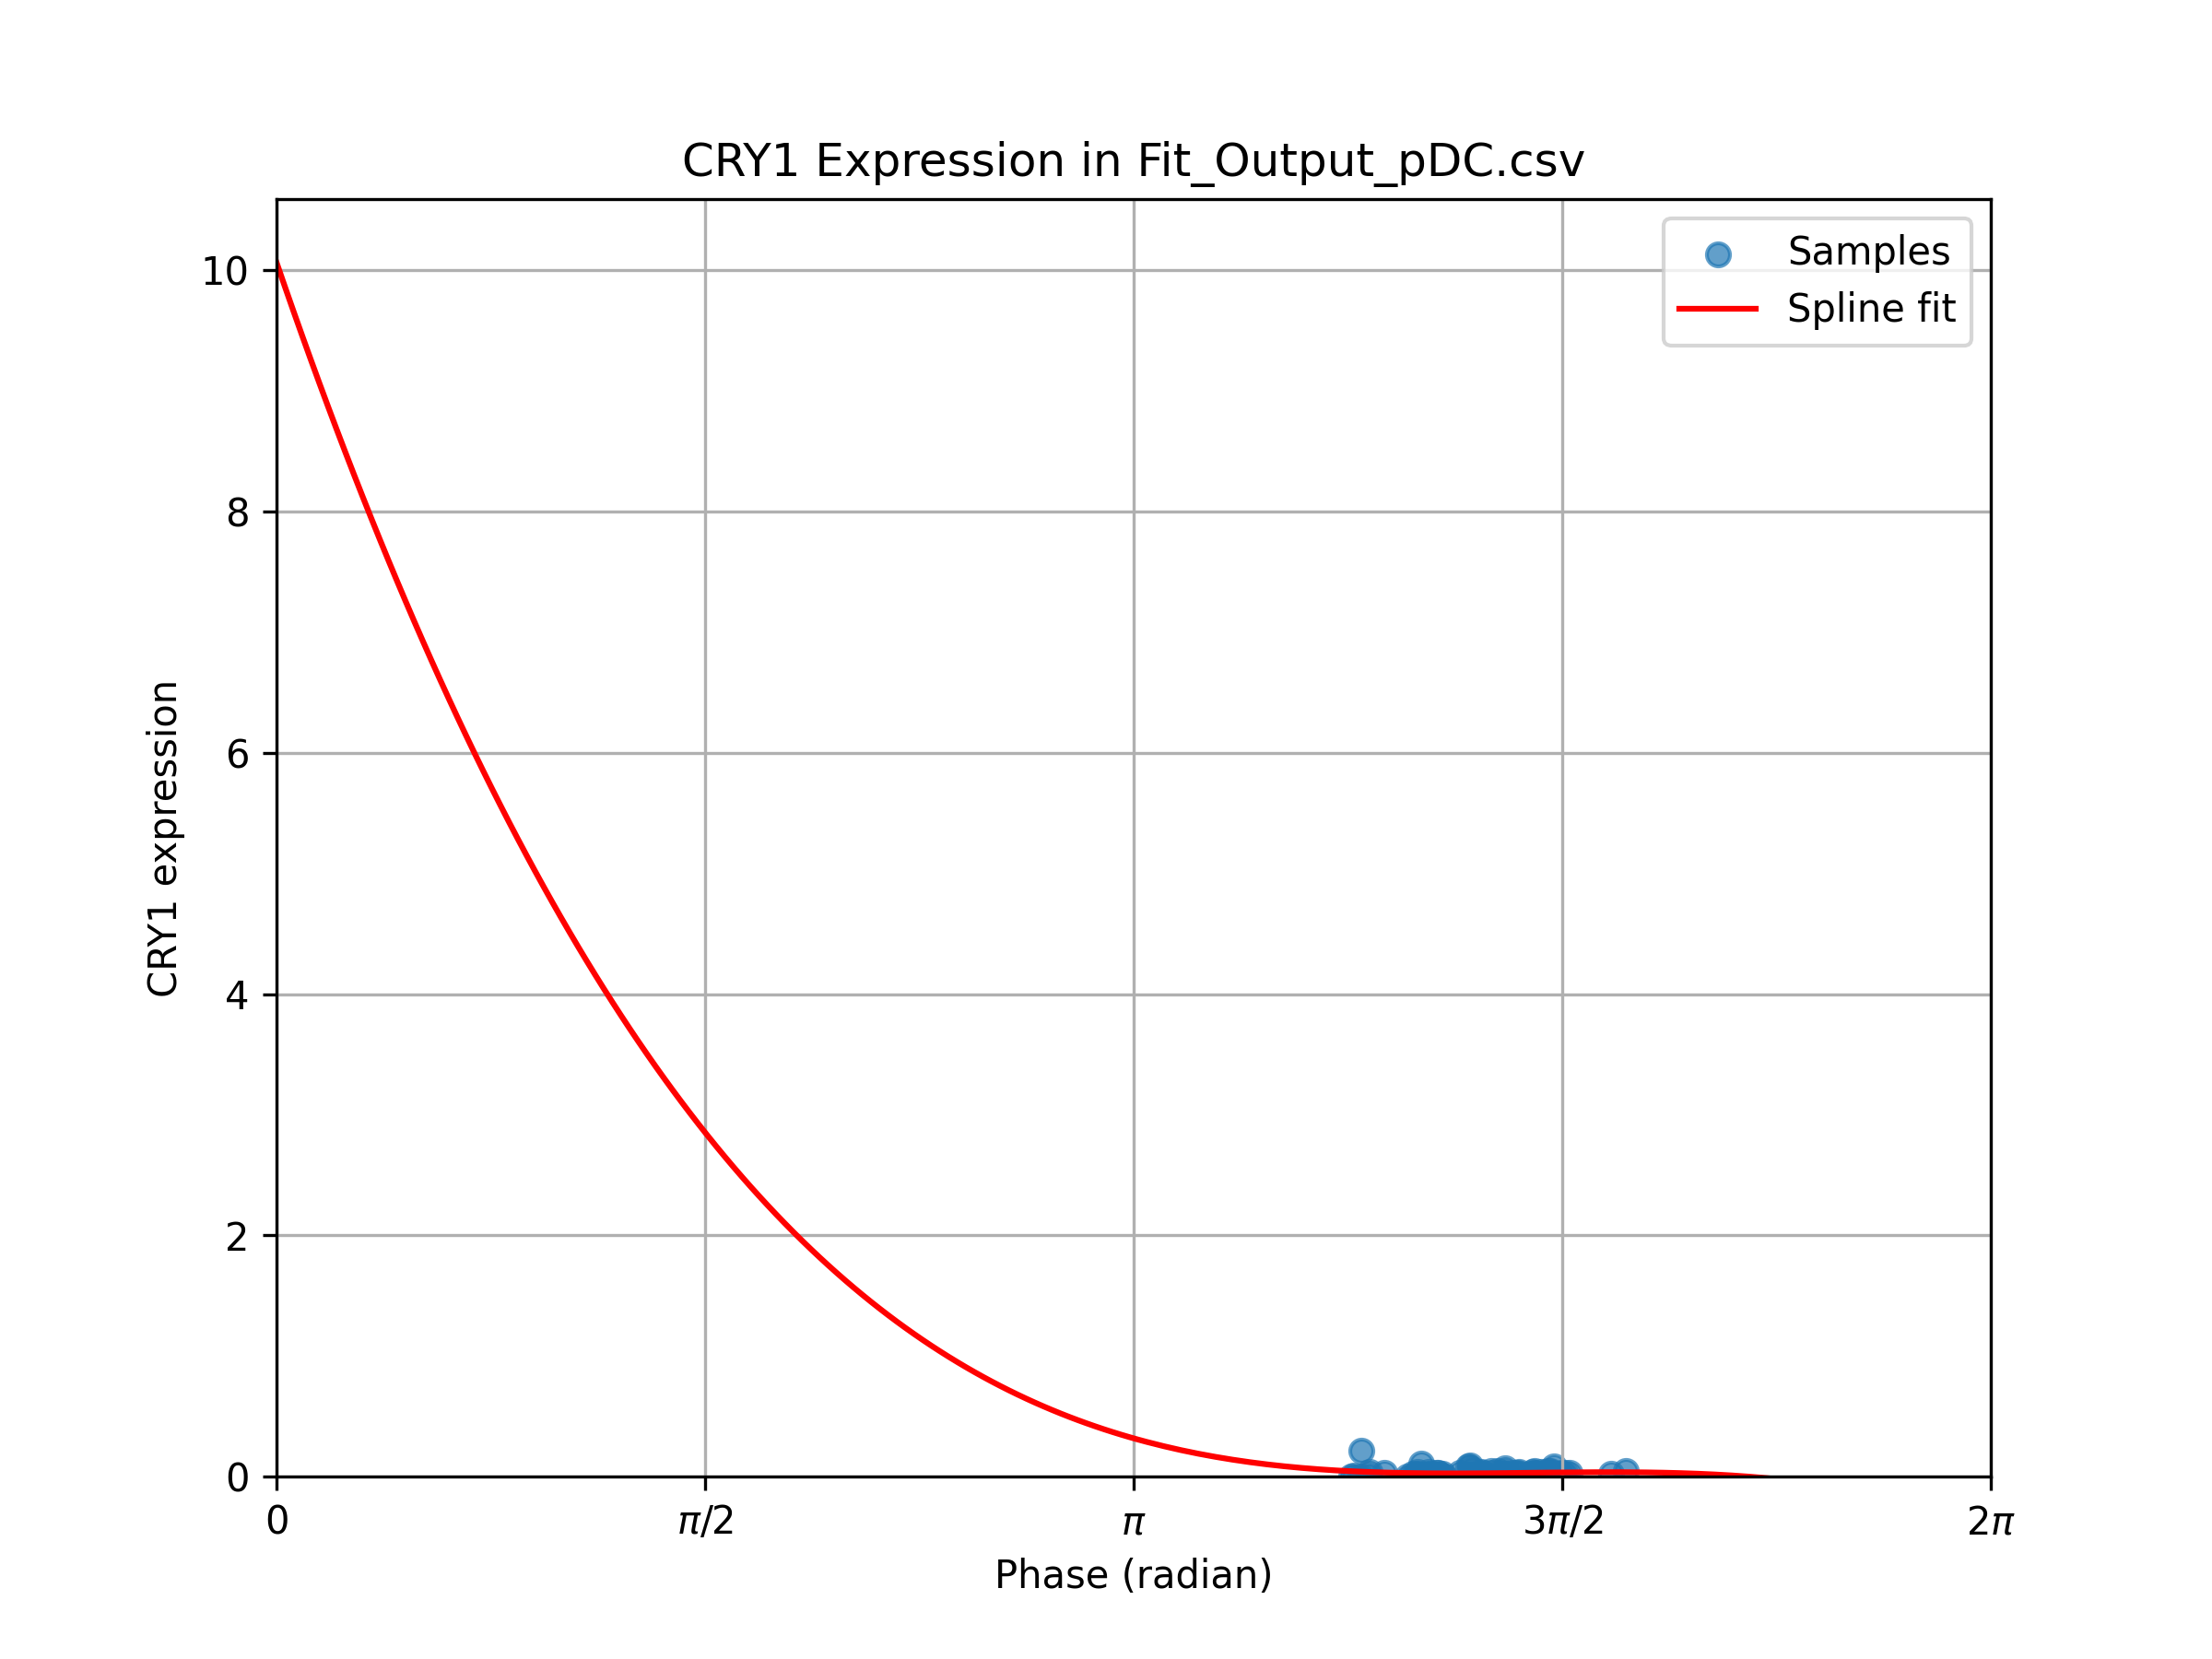 CRY1 Expression in Fit_Output_pDC.csv
Samples
Spline fit
10
8
6
4
2
0
CRY1 expression
0
π/2
π
3π/2
2π
Phase (radian)